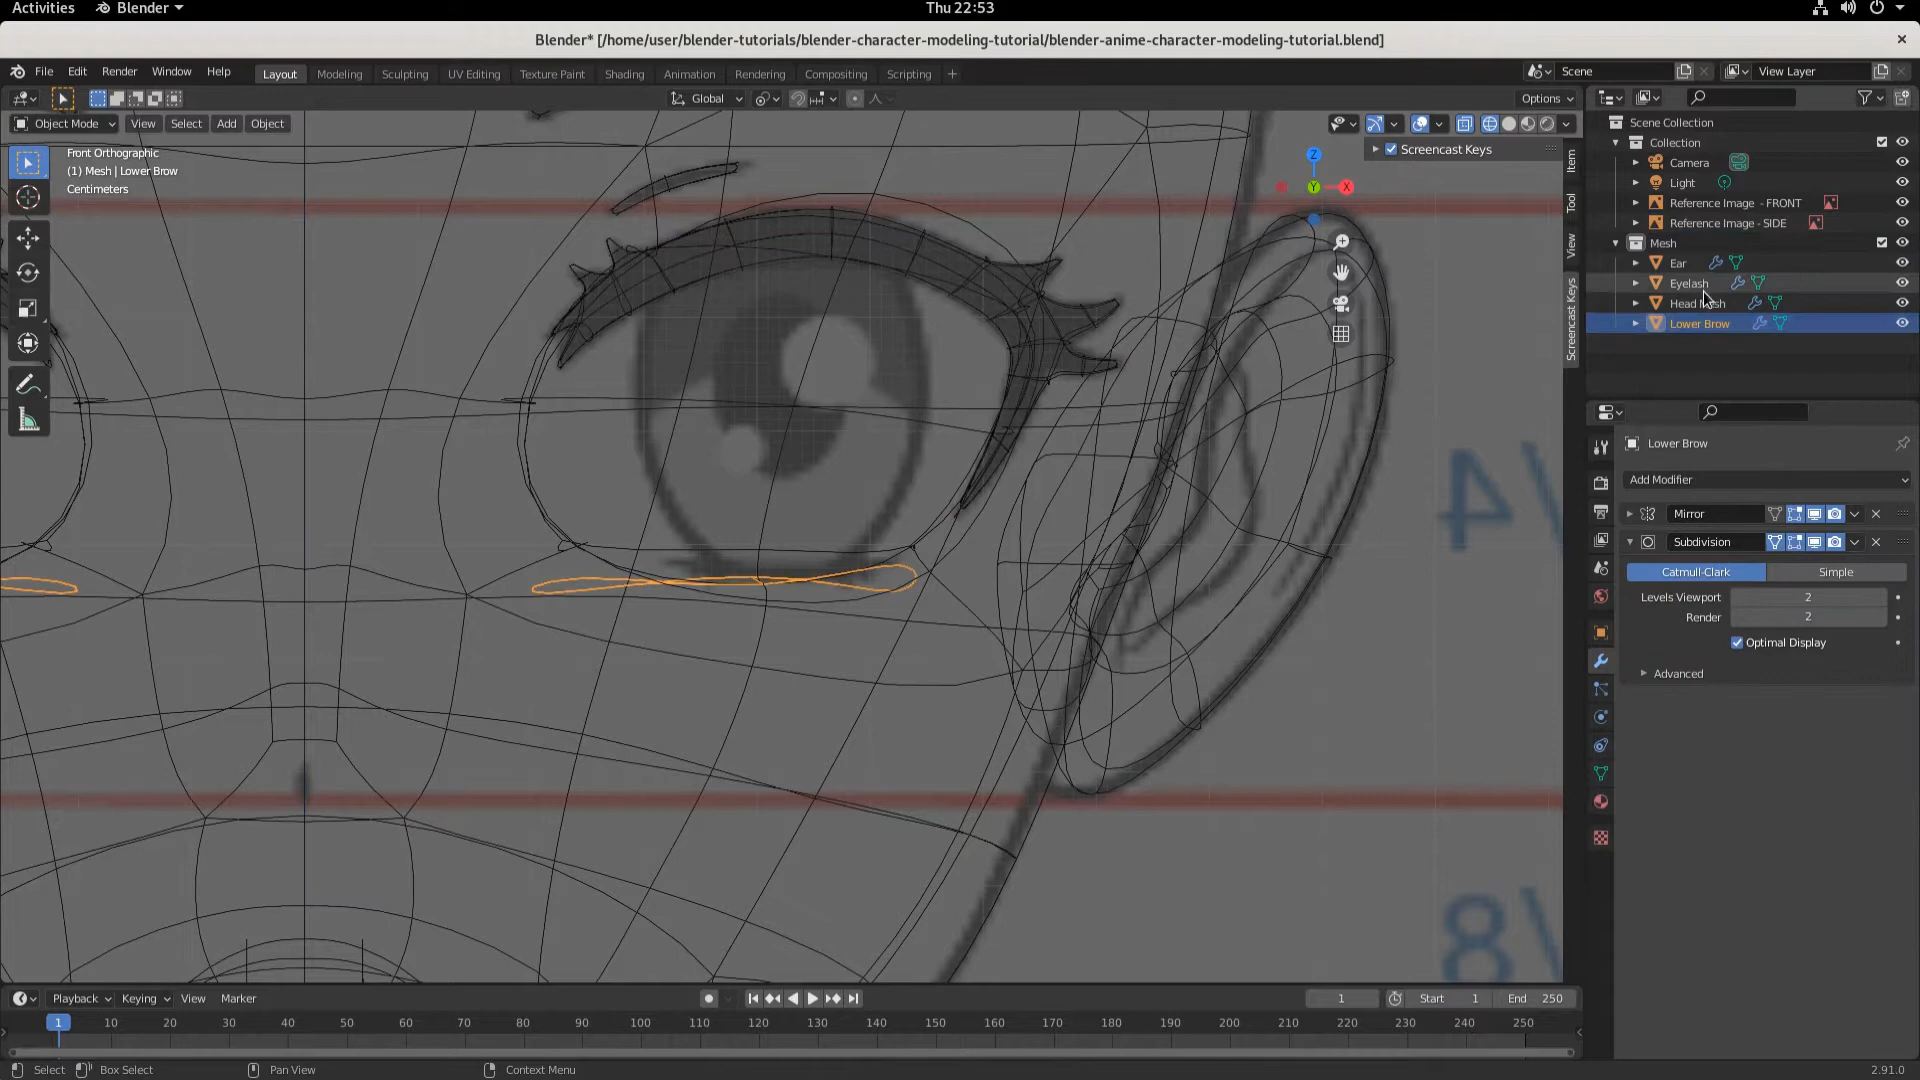 Activities Blender Thu 22:53
Blender* [/home/user/blender-tutorials/blender-character-modeling-tutorial/blender-anime-character-modeling-tutorial.blend]
File Edit Render Window Help Layout Modeling Sculpting UV Editing Texture Paint Shading Animation Rendering Compositing Scripting + Scene View Layer
Global Options
Object Mode View Select Add Object
Front Orthographic
(1) Mesh | Lower Brow
Centimeters
Screencast Keys
Z
Y
X
Item
Tool
View
Screencast Keys
Scene Collection
Collection
Camera
Light
Reference Image - FRONT
Reference Image - SIDE
Mesh
Ear
Eyelash
Head Mesh
Lower Brow
Lower Brow
Add Modifier
Mirror
Subdivision
Catmull-Clark Simple
Levels Viewport 2
Render 2
Optimal Display
Advanced
Playback Keying View Marker 1 Start 1 End 250
1 10 20 30 40 50 60 70 80 90 100 110 120 130 140 150 160 170 180 190 200 210 220 230 240 250
Select Box Select Pan View Context Menu 2.91.0